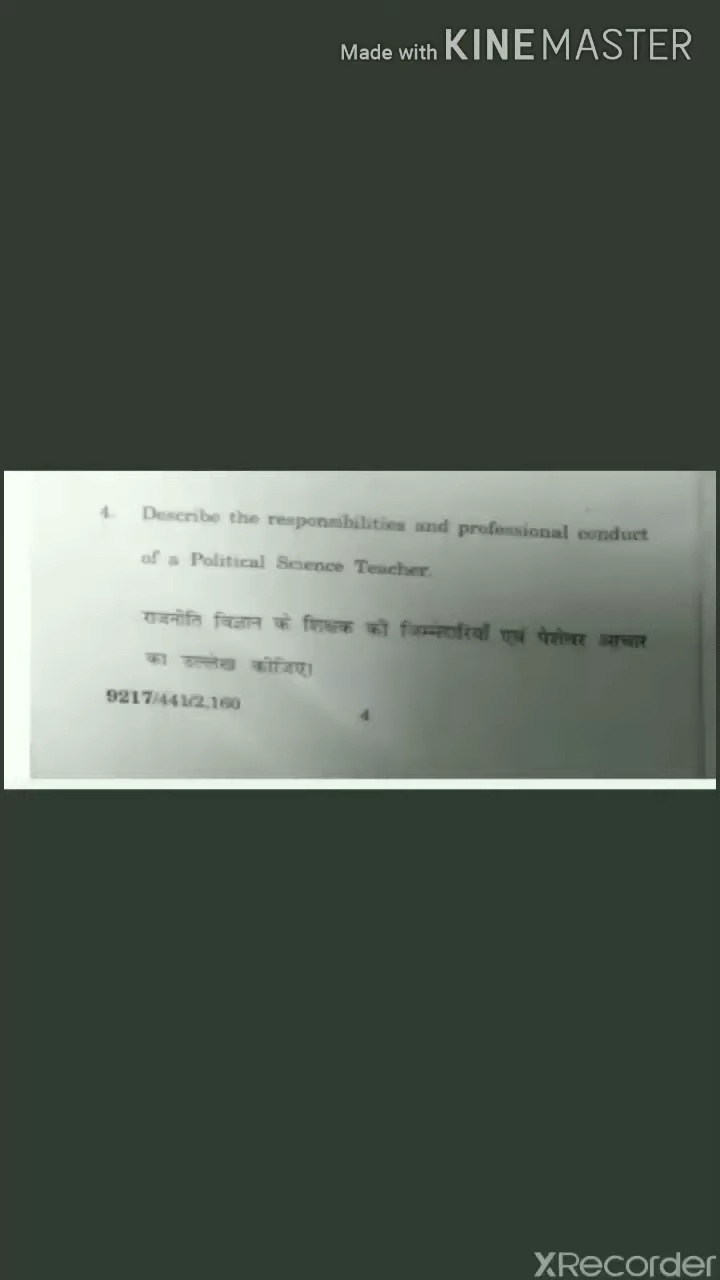 Made with KINEMASTER
4. Describe the responsibilities and professional conduct
of a Political Science Teacher.
राजनीति विज्ञान के शिक्षक की जिम्मेदारियाँ एवं पेशेवर आचार
का उल्लेख कीजिए।
9217/441/2,160
4
XRecorder